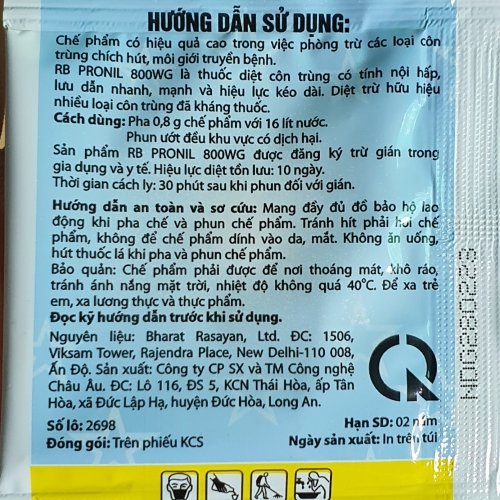 HƯỚNG DẪN SỬ DỤNG:
Chế phẩm có hiệu quả cao trong việc phòng trừ các loại côn
trùng chích hút, môi giới truyền bệnh.
RB PRONIL 800WG là thuốc diệt côn trùng có tính nội hấp,
lưu dẫn nhanh, mạnh và hiệu lực kéo dài. Diệt trừ hữu hiệu
nhiều loại côn trùng đã kháng thuốc.
Cách dùng: Pha 0,8 g chế phẩm với 16 lít nước.
Phun ướt đều khu vực có dịch hại.
Sản phẩm RB PRONIL 800WG được đăng ký trừ gián trong
gia dụng và y tế. Hiệu lực diệt tồn lưu: 10 ngày.
Thời gian cách ly: 30 phút sau khi phun đối với gián.
Hướng dẫn an toàn và sơ cứu: Mang đầy đủ đồ bảo hộ lao
động khi pha chế và phun chế phẩm. Tránh hít phải hơi chế
phẩm, không để chế phẩm dính vào da, mắt. Không ăn uống,
hút thuốc lá khi pha và phun chế phẩm.
Bảo quản: Chế phẩm phải được để nơi thoáng mát, khô ráo,
tránh ánh nắng mặt trời, nhiệt độ không quá 40°C. Để xa trẻ
em, xa lương thực và thực phẩm.
Đọc kỹ hướng dẫn trước khi sử dụng.
Nguyên liệu: Bharat Rasayan, Ltd. ĐC: 1506,
Viksam Tower, Rajendra Place, New Delhi-110 008,
Ấn Độ. Sản xuất: Công ty CP SX và TM Công nghệ
Châu Âu. ĐC: Lô 116, ĐS 5, KCN Thái Hòa, ấp Tân
Hòa, xã Đức Lập Hạ, huyện Đức Hòa, Long An.
Số lô: 2698
Hạn SD: 02 năm
Đóng gói: Trên phiếu KCS
Ngày sản xuất: In trên túi